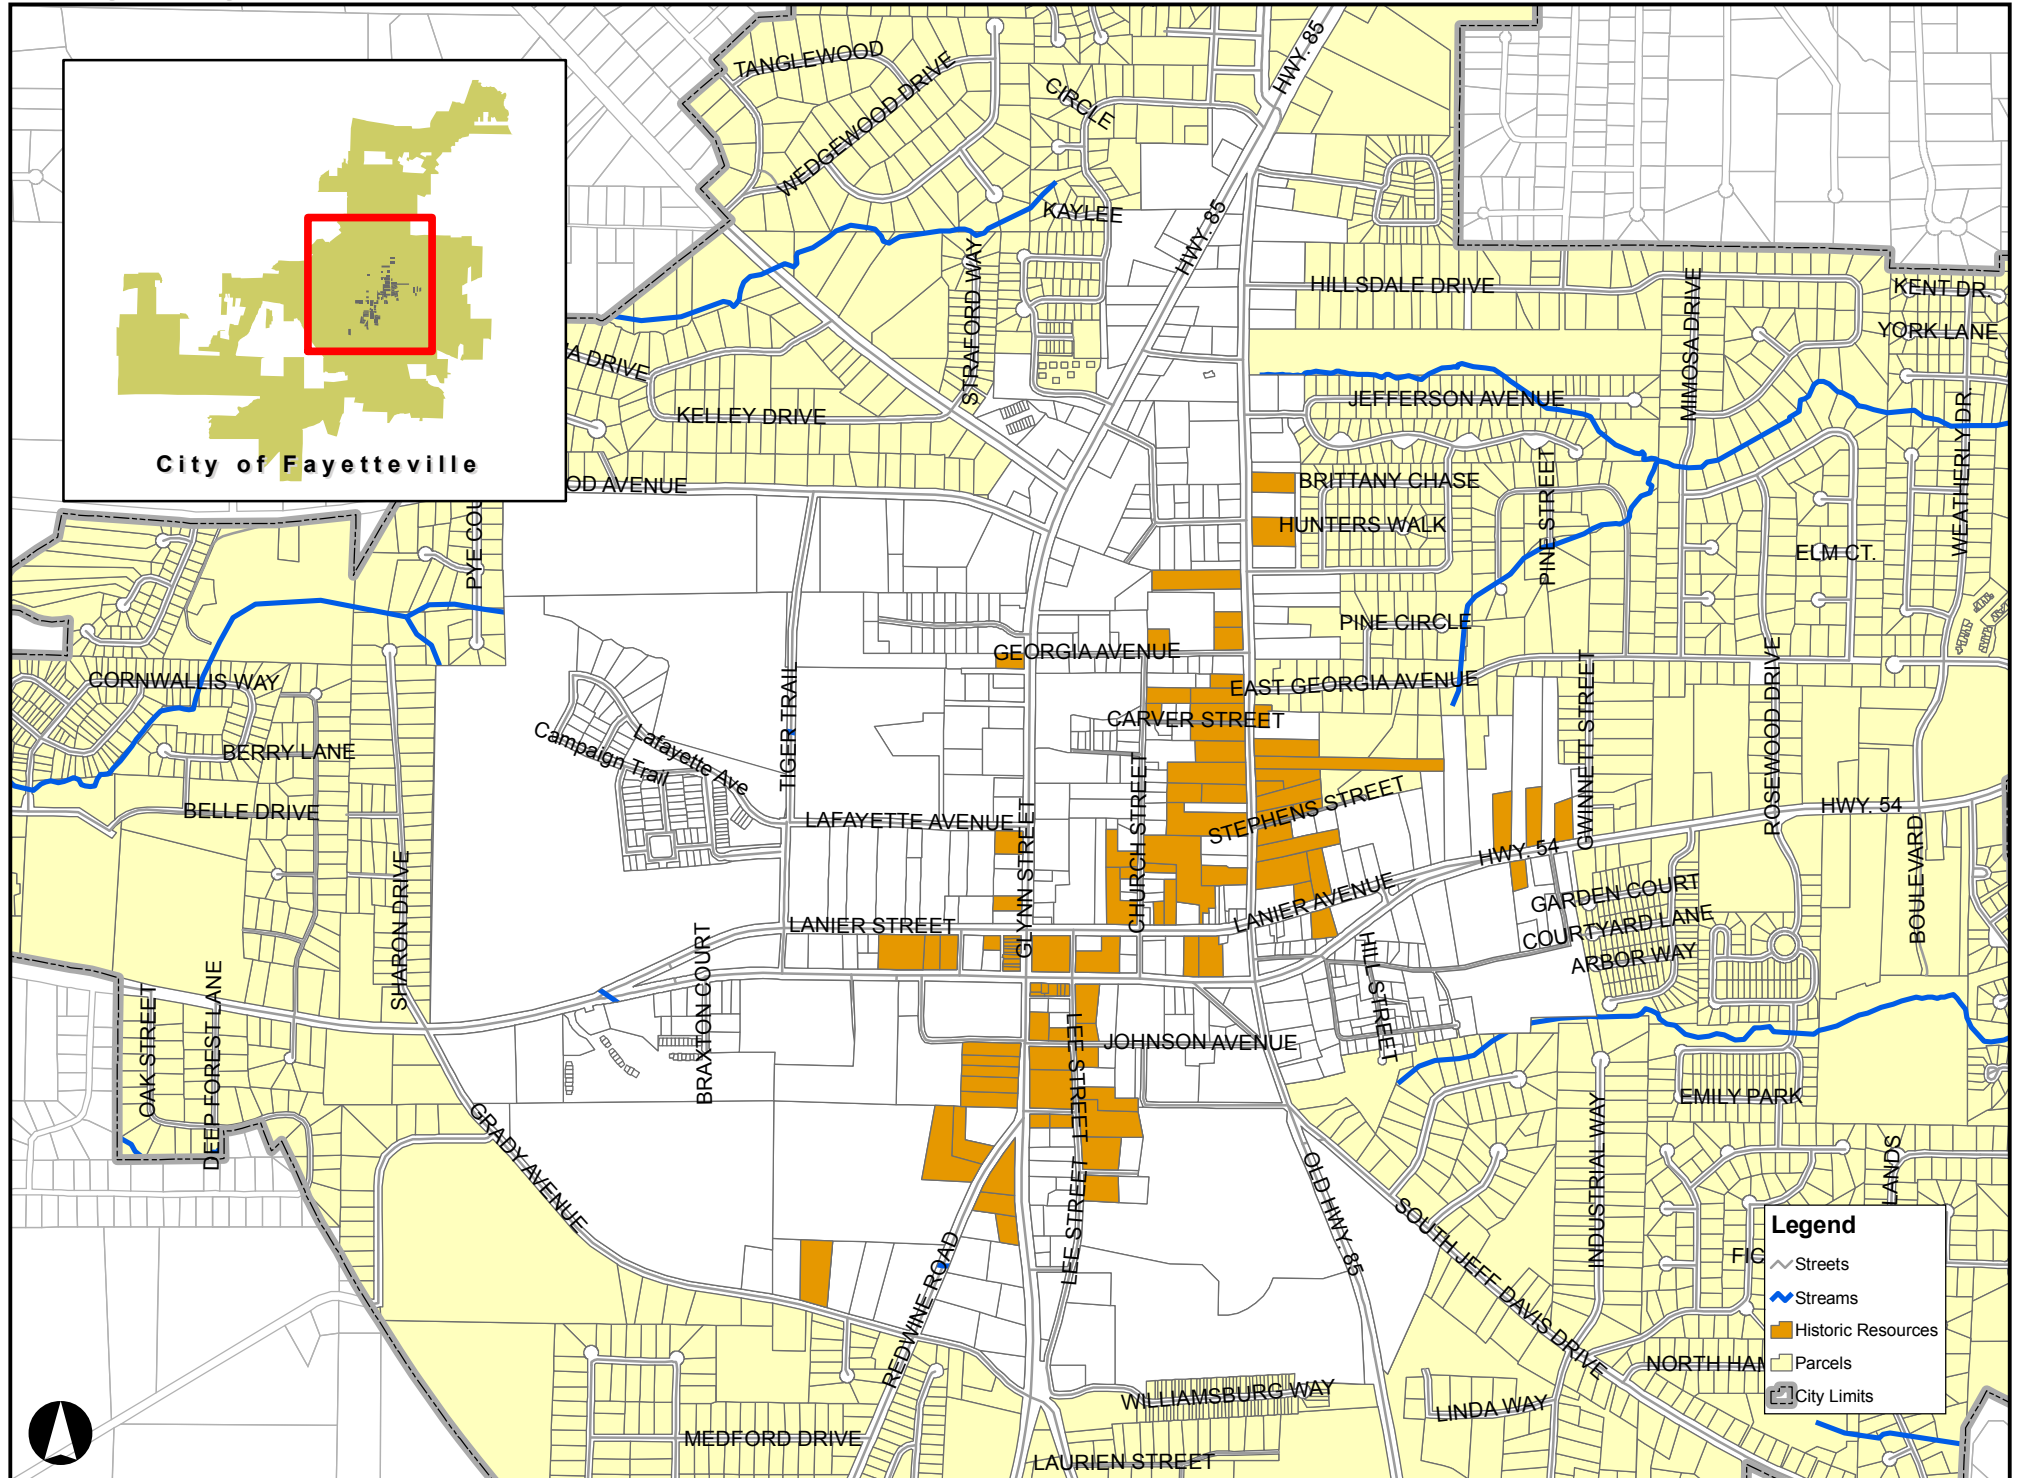 TANGLEWOOD
WEDGEWOOD DRIVE
CIRCLE
HWY. 85
KAYLEE
HWY. 85
STRAFORD WAY
HILLSDALE DRIVE
MIMOSA DRIVE
KENT DR.
YORK LANE
City of Fayetteville
IA DRIVE
KELLEY DRIVE
JEFFERSON AVENUE
WEATHERLY DR.
OD AVENUE
BRITTANY CHASE
HUNTERS WALK
PINE STREET
ELM CT.
PYE COU
PINE CIRCLE
GEORGIA AVENUE
EAST GEORGIA AVENUE
CORNWALLIS WAY
TIGER TRAIL
CARVER STREET
GWINNETT STREET
ROSEWOOD DRIVE
BERRY LANE
Campaign Trail
Lafayette Ave
BELLE DRIVE
LAFAYETTE AVENUE
GLYNN STREET
CHURCH STREET
STEPHENS STREET
HWY. 54
HWY. 54
BOULEVARD
SHARON DRIVE
GARDEN COURT
COURTYARD LANE
ARBOR WAY
LANIER STREET
LANIER AVENUE
BRAXTON COURT
HILL STREET
OAK STREET
DEEP FOREST LANE
LEE STREET
JOHNSON AVENUE
EMILY PARK
INDUSTRIAL WAY
GRADY AVENUE
LEE STREET
OLD HWY. 85
SOUTH JEFF DAVIS DRIVE
LANDS
REDWINE ROAD
FIC
NORTH HAM
WILLIAMSBURG WAY
LINDA WAY
MEDFORD DRIVE
LAURIEN STREET
Legend
Streets
Streams
Historic Resources
Parcels
City Limits